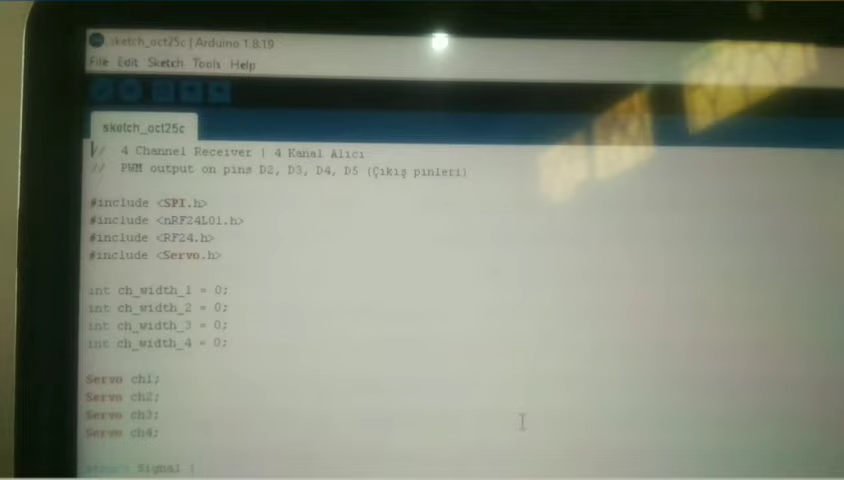 sketch_oct25c | Arduino 1.8.19
File Edit Sketch Tools Help
sketch_oct25c
// 4 Channel Receiver | 4 Kanal Alıcı
// PWM output on pins D2, D3, D4, D5 (Çıkış pinleri)
#include <SPI.h>
#include <nRF24L01.h>
#include <RF24.h>
#include <Servo.h>
int ch_width_1 = 0;
int ch_width_2 = 0;
int ch_width_3 = 0;
int ch_width_4 = 0;
Servo ch1;
Servo ch2;
Servo ch3;
Servo ch4;
struct Signal {